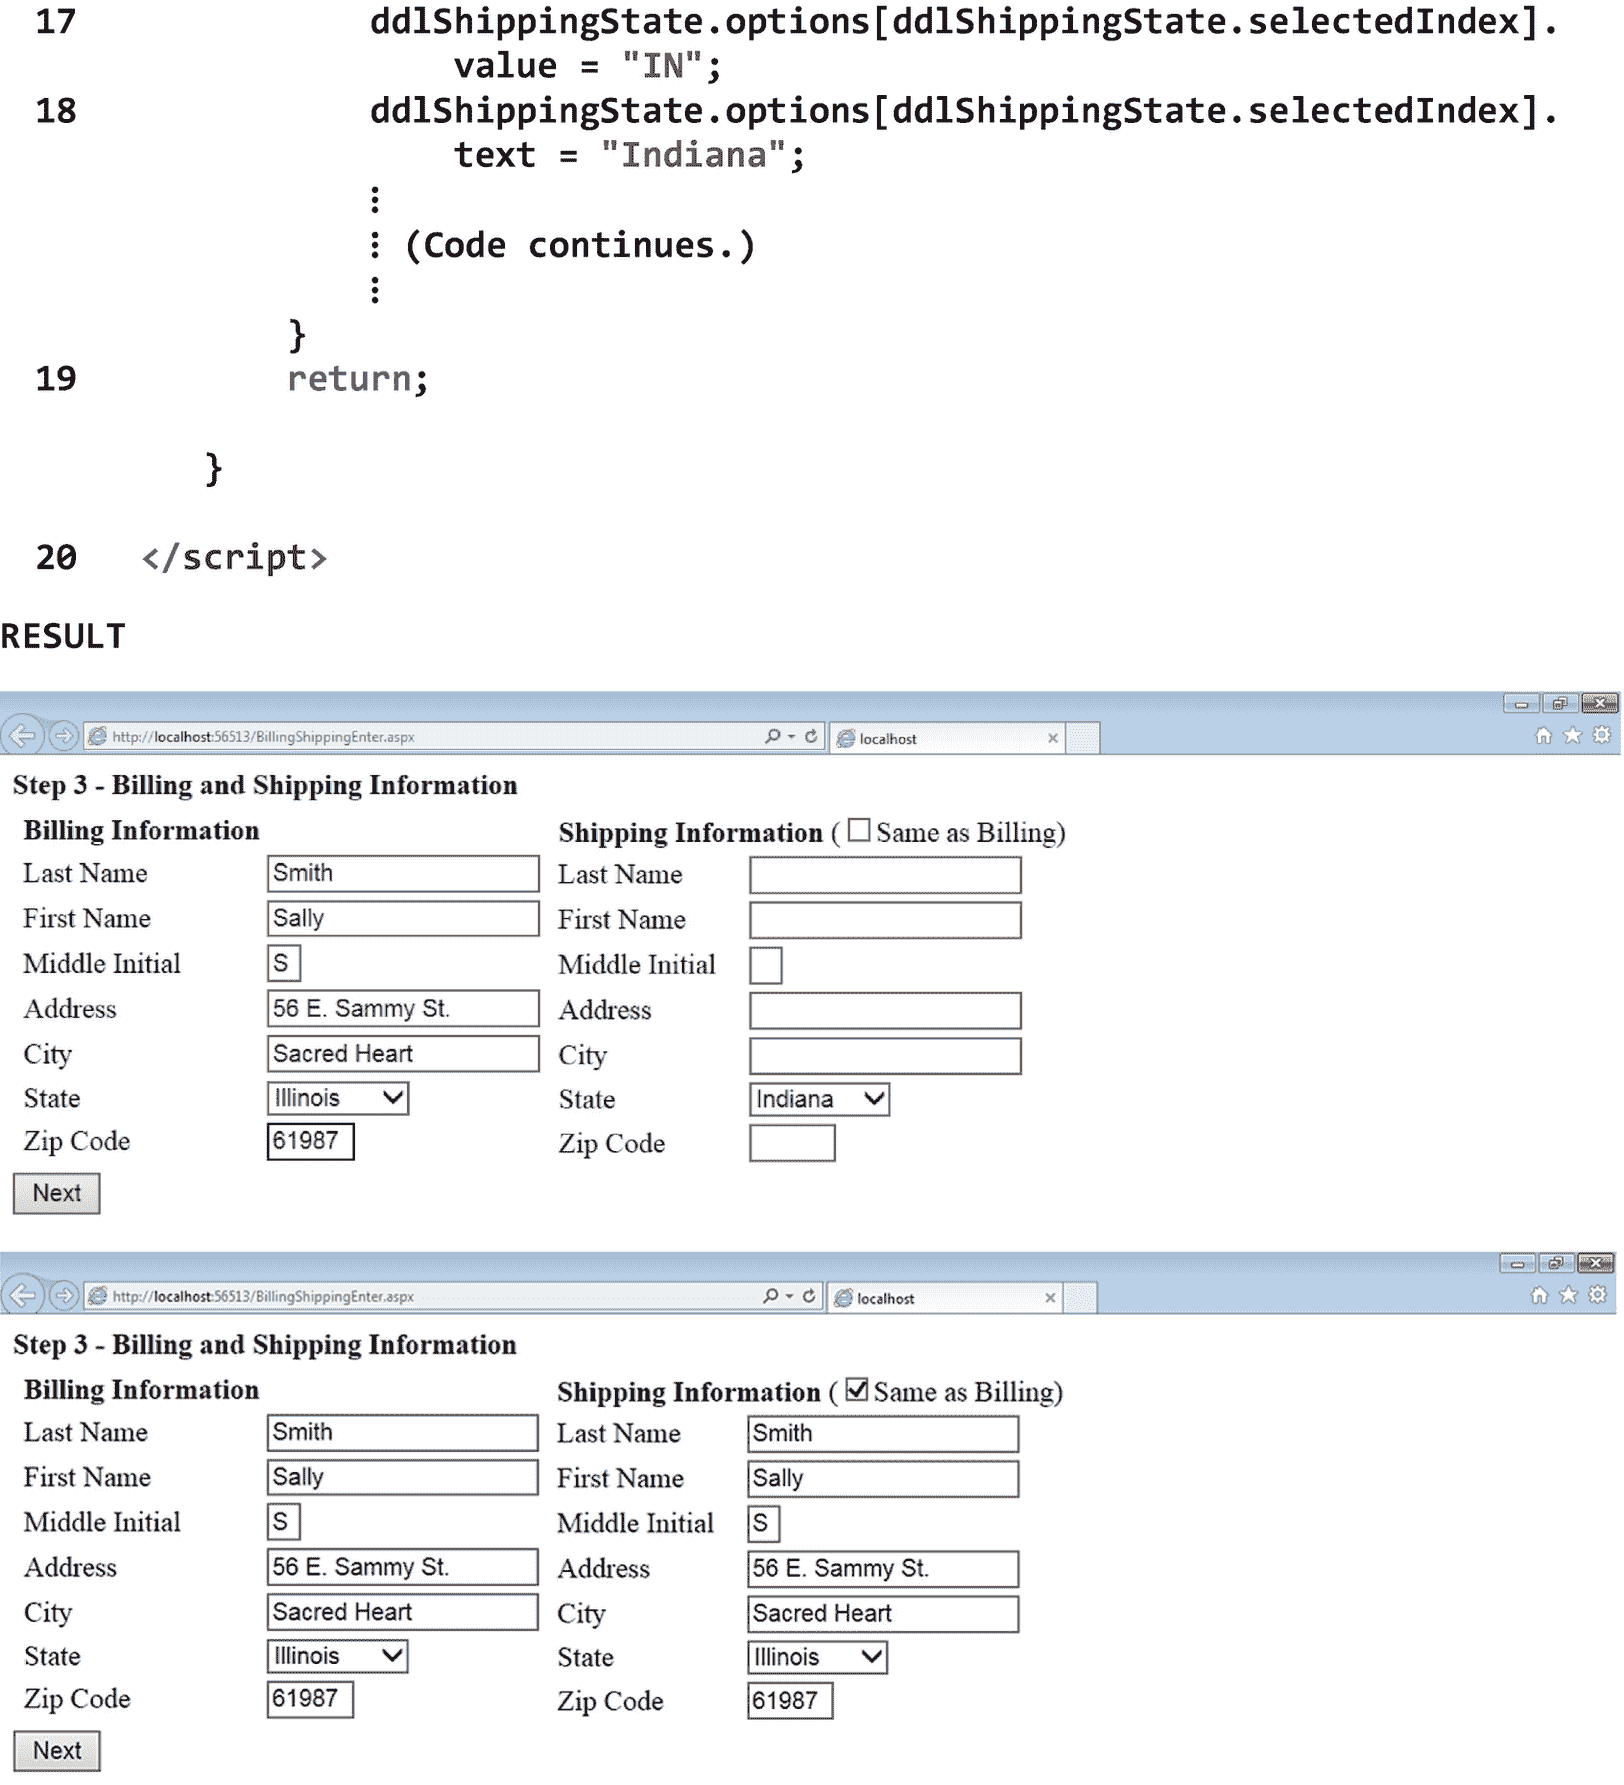 17 ddlShippingState.options[ddlShippingState.selectedIndex].
value = "IN";
18 ddlShippingState.options[ddlShippingState.selectedIndex].
text = "Indiana";
⋮
⋮ (Code continues.)
⋮
}
19 return;
}
20 </script>
RESULT
http://localhost:56513/BillingShippingEnter.aspx localhost
Step 3 - Billing and Shipping Information
Billing Information Shipping Information ( Same as Billing)
Last Name Smith Last Name
First Name Sally First Name
Middle Initial S Middle Initial
Address 56 E. Sammy St. Address
City Sacred Heart City
State Illinois State Indiana
Zip Code 61987 Zip Code
Next
http://localhost:56513/BillingShippingEnter.aspx localhost
Step 3 - Billing and Shipping Information
Billing Information Shipping Information ( Same as Billing)
Last Name Smith Last Name Smith
First Name Sally First Name Sally
Middle Initial S Middle Initial S
Address 56 E. Sammy St. Address 56 E. Sammy St.
City Sacred Heart City Sacred Heart
State Illinois State Illinois
Zip Code 61987 Zip Code 61987
Next